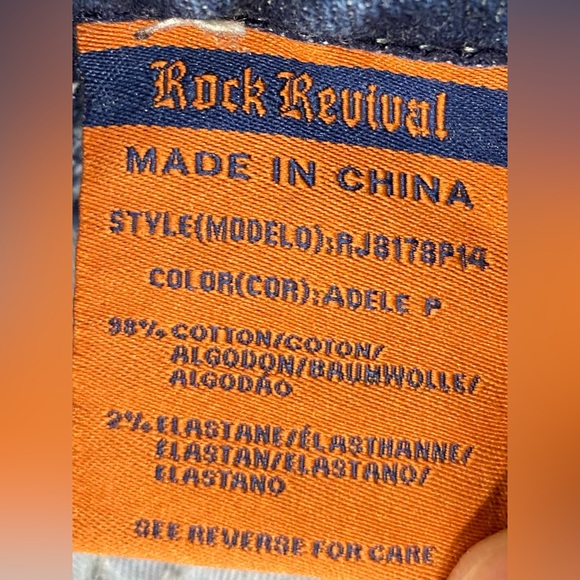 Rock Revival
MADE IN CHINA
STYLE(MODELO):RJ8178P14
COLOR(COR):ADELE P
98% COTTON/COTON/
ALGODON/BAUMWOLLE/
ALGODÃO
2% ELASTANE/ÉLASTHANNE/
ELASTAN/ELASTANO/
ELASTANO
SEE REVERSE FOR CARE